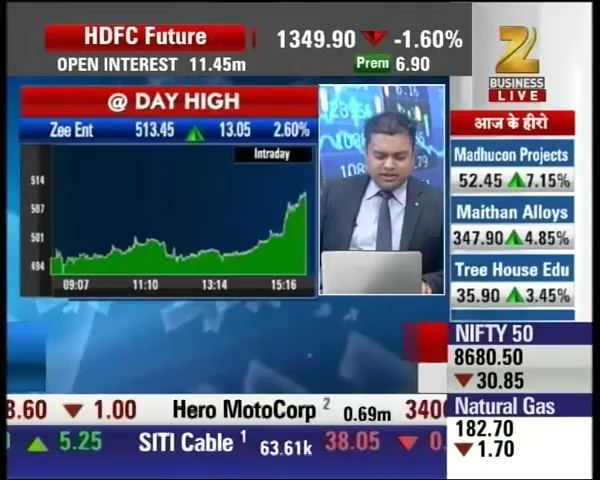 HDFC Future
1349.90 -1.60%
OPEN INTEREST 11.45m
Prem 6.90
Z
BUSINESS
LIVE
@ DAY HIGH
Zee Ent 513.45 13.05 2.60%
Intraday
514
507
501
494
09:07 11:10 13:14 15:16
आज के हीरो
Madhucon Projects
52.45 7.15%
Maithan Alloys
347.90 4.85%
Tree House Edu
35.90 3.45%
NIFTY 50
8680.50
30.85
Natural Gas
182.70
1.70
8.60 1.00 Hero MotoCorp 2 0.69m 340
5.25 SITI Cable 1 63.61k 38.05 0.